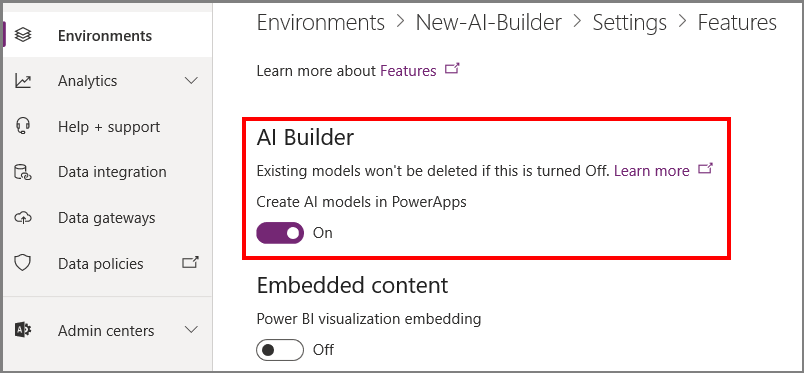 Environments
Analytics
Help + support
Data integration
Data gateways
Data policies
Admin centers
Environments > New-AI-Builder > Settings > Features
Learn more about Features
AI Builder
Existing models won't be deleted if this is turned Off. Learn more
Create AI models in PowerApps
On
Embedded content
Power BI visualization embedding
Off